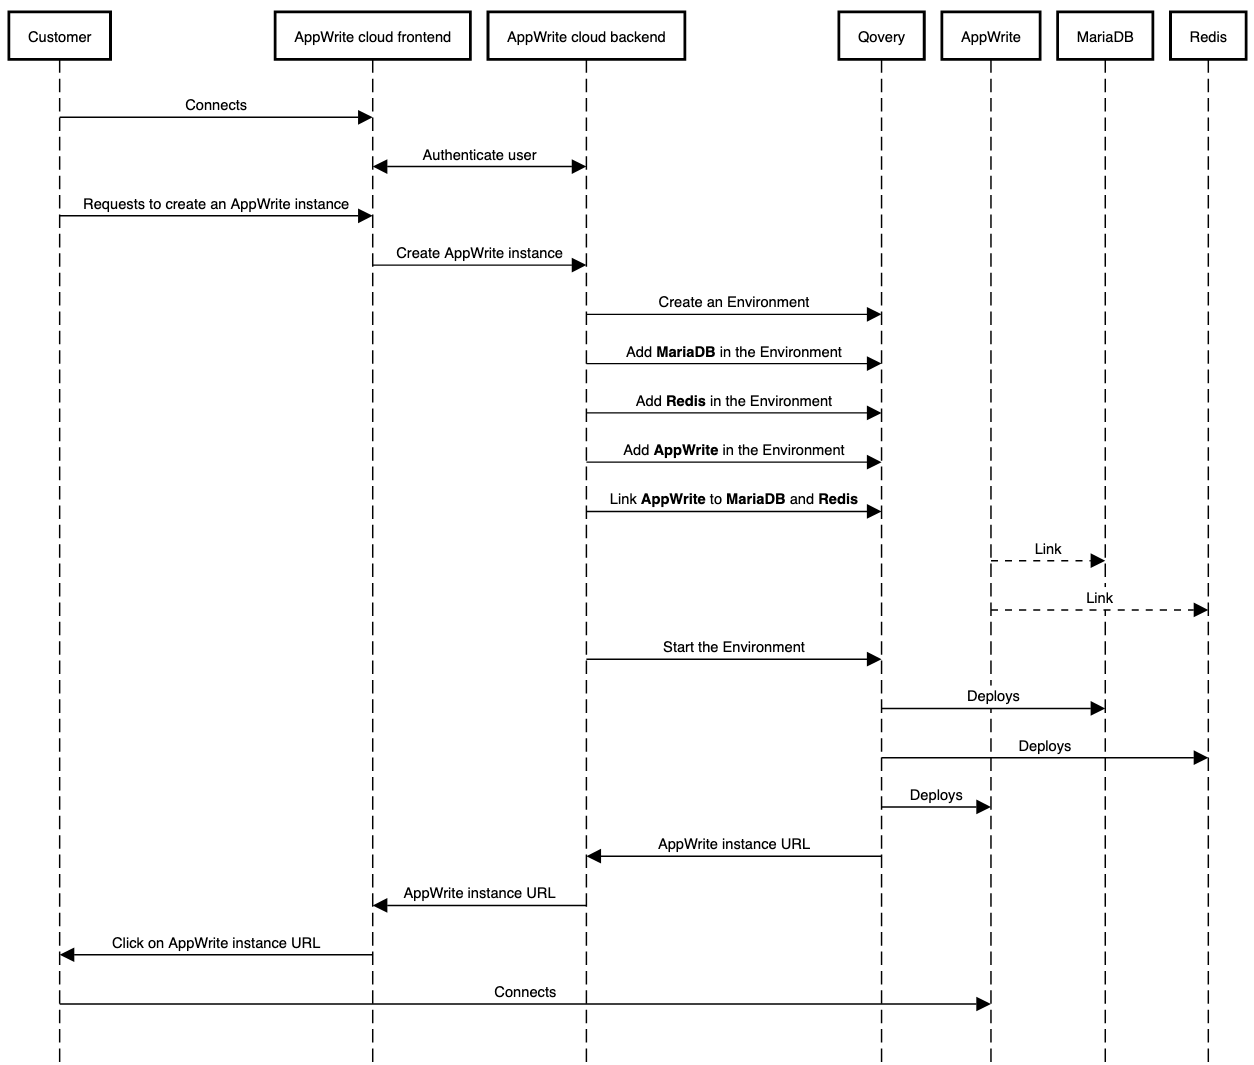 Customer
AppWrite cloud frontend
AppWrite cloud backend
Qovery
AppWrite
MariaDB
Redis
Connects
Authenticate user
Requests to create an AppWrite instance
Create AppWrite instance
Create an Environment
Add MariaDB in the Environment
Add Redis in the Environment
Add AppWrite in the Environment
Link AppWrite to MariaDB and Redis
Link
Link
Start the Environment
Deploys
Deploys
Deploys
AppWrite instance URL
AppWrite instance URL
Click on AppWrite instance URL
Connects